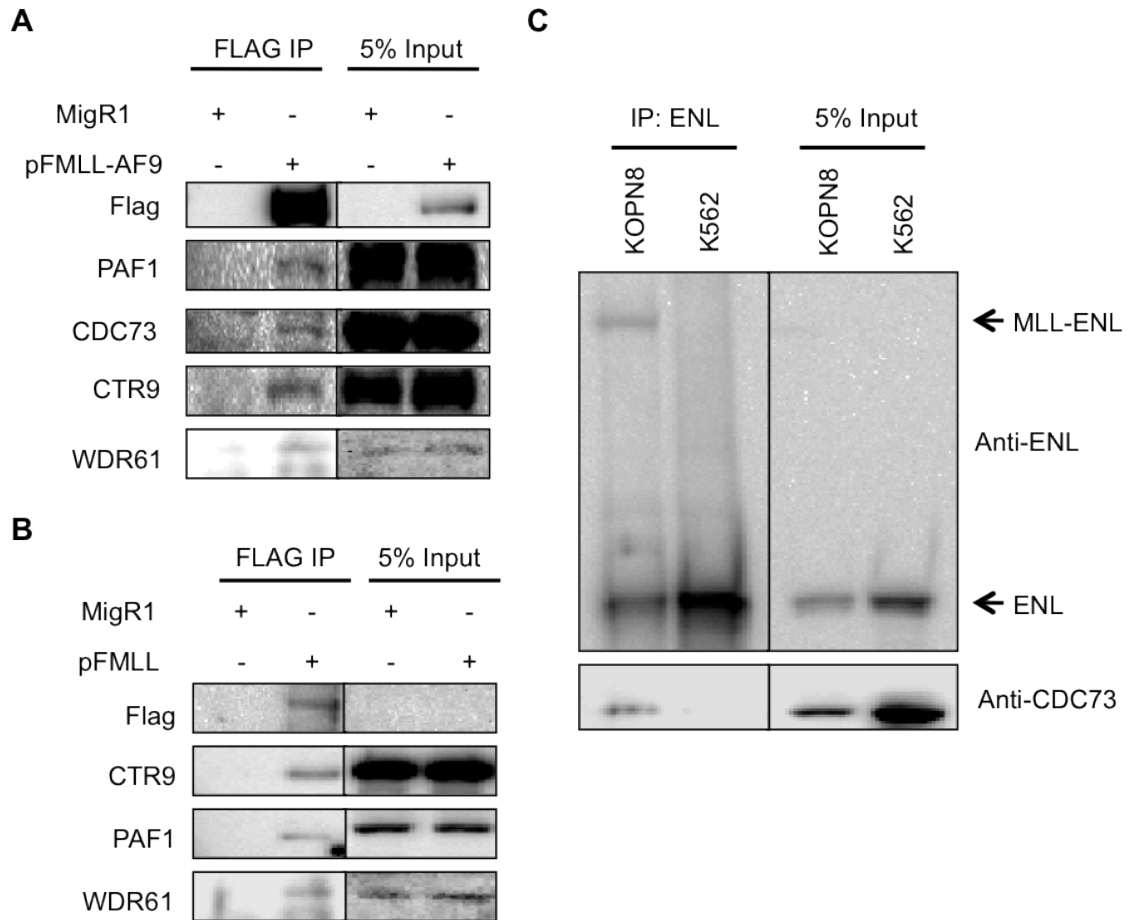 A
FLAG IP 5% Input
MigR1 + - + -
pFMLL-AF9 - + - +
Flag
PAF1
CDC73
CTR9
WDR61
B
FLAG IP 5% Input
MigR1 + - + -
pFMLL - + - +
Flag
CTR9
PAF1
WDR61
C
IP: ENL 5% Input
KOPN8 K562 KOPN8 K562
MLL-ENL
Anti-ENL
ENL
Anti-CDC73